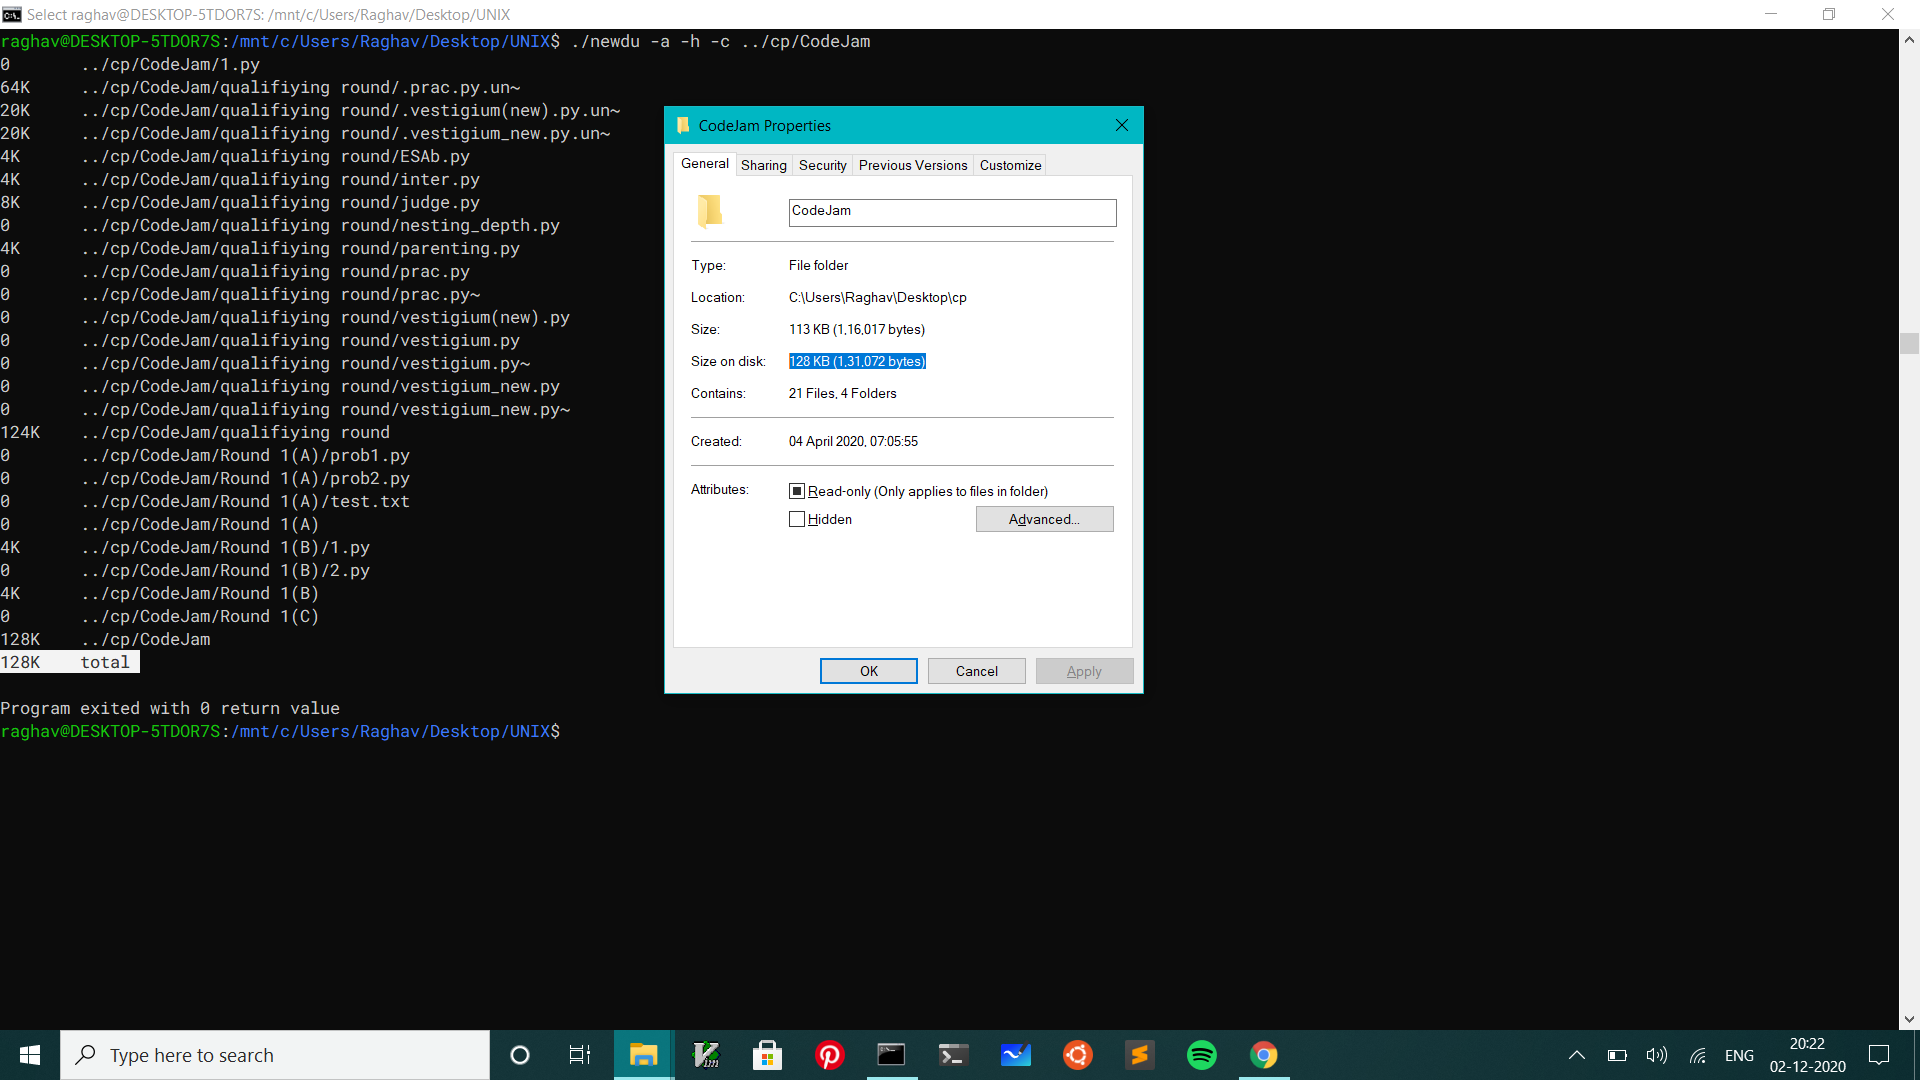 Select raghav@DESKTOP-5TDOR7S: /mnt/c/Users/Raghav/Desktop/UNIX
raghav@DESKTOP-5TDOR7S:/mnt/c/Users/Raghav/Desktop/UNIX$ ./newdu -a -h -c ../cp/CodeJam
0 ../cp/CodeJam/1.py
64K ../cp/CodeJam/qualifiying round/.prac.py.un~
20K ../cp/CodeJam/qualifiying round/.vestigium(new).py.un~
20K ../cp/CodeJam/qualifiying round/.vestigium_new.py.un~
4K ../cp/CodeJam/qualifiying round/ESAb.py
4K ../cp/CodeJam/qualifiying round/inter.py
8K ../cp/CodeJam/qualifiying round/judge.py
0 ../cp/CodeJam/qualifiying round/nesting_depth.py
4K ../cp/CodeJam/qualifiying round/parenting.py
0 ../cp/CodeJam/qualifiying round/prac.py
0 ../cp/CodeJam/qualifiying round/prac.py~
0 ../cp/CodeJam/qualifiying round/vestigium(new).py
0 ../cp/CodeJam/qualifiying round/vestigium.py
0 ../cp/CodeJam/qualifiying round/vestigium.py~
0 ../cp/CodeJam/qualifiying round/vestigium_new.py
0 ../cp/CodeJam/qualifiying round/vestigium_new.py~
124K ../cp/CodeJam/qualifiying round
0 ../cp/CodeJam/Round 1(A)/prob1.py
0 ../cp/CodeJam/Round 1(A)/prob2.py
0 ../cp/CodeJam/Round 1(A)/test.txt
0 ../cp/CodeJam/Round 1(A)
4K ../cp/CodeJam/Round 1(B)/1.py
0 ../cp/CodeJam/Round 1(B)/2.py
4K ../cp/CodeJam/Round 1(B)
0 ../cp/CodeJam/Round 1(C)
128K ../cp/CodeJam
128K total
Program exited with 0 return value
raghav@DESKTOP-5TDOR7S:/mnt/c/Users/Raghav/Desktop/UNIX$
CodeJam Properties
General Sharing Security Previous Versions Customize
CodeJam
Type: File folder
Location: C:\Users\Raghav\Desktop\cp
Size: 113 KB (1,16,017 bytes)
Size on disk: 128 KB (1,31,072 bytes)
Contains: 21 Files, 4 Folders
Created: 04 April 2020, 07:05:55
Attributes: Read-only (Only applies to files in folder)
Hidden Advanced...
OK Cancel Apply
Type here to search
ENG
20:22
02-12-2020